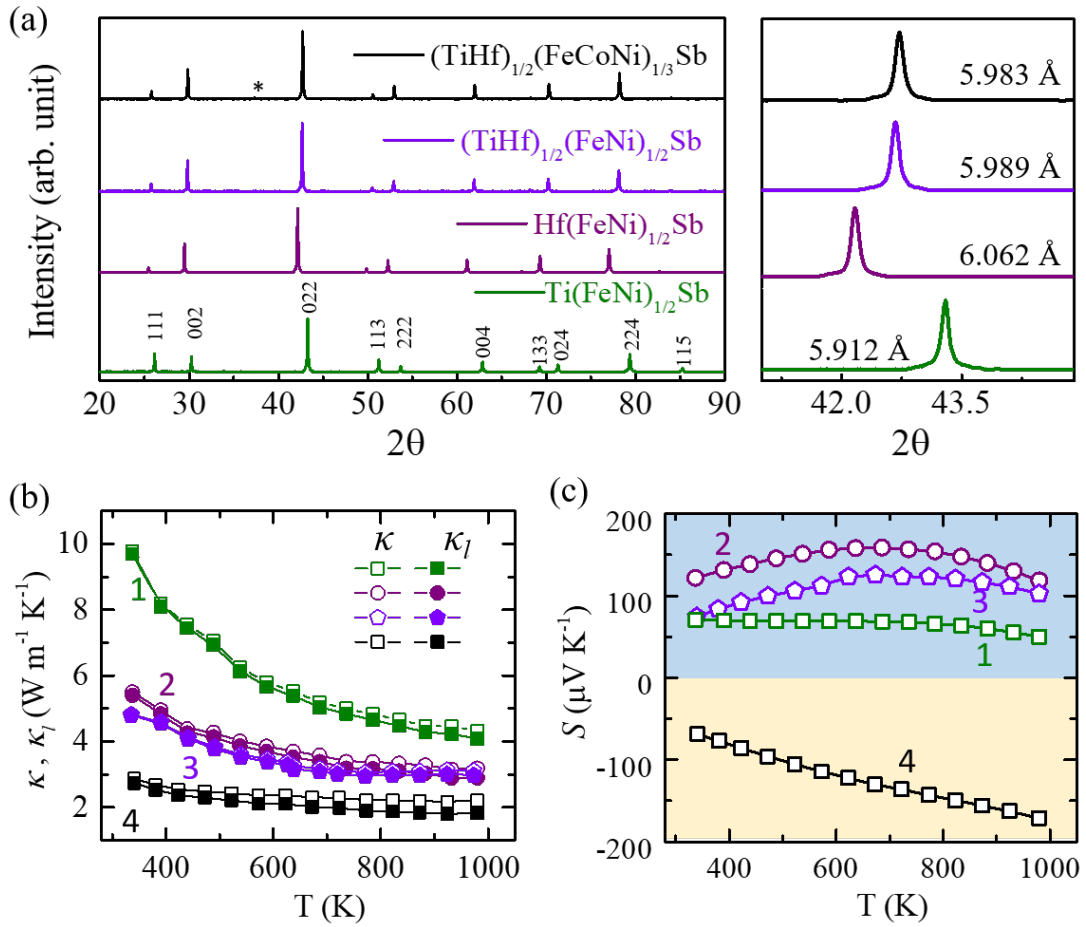 (a)
Intensity (arb. unit)
(TiHf)1/2(FeCoNi)1/3Sb
*
(TiHf)1/2(FeNi)1/2Sb
Hf(FeNi)1/2Sb
Ti(FeNi)1/2Sb
111
002
022
113
222
004
133
024
224
115
20 30 40 50 60 70 80 90
2θ
5.983 Å
5.989 Å
6.062 Å
5.912 Å
42.0 43.5
2θ
(b)
κ , κl (W m-1 K-1)
10
8
6
4
2
κ κl
1
2
3
4
400 600 800 1000
T (K)
(c)
S (μV K-1)
200
100
0
-100
-200
2
3
1
4
400 600 800 1000
T (K)